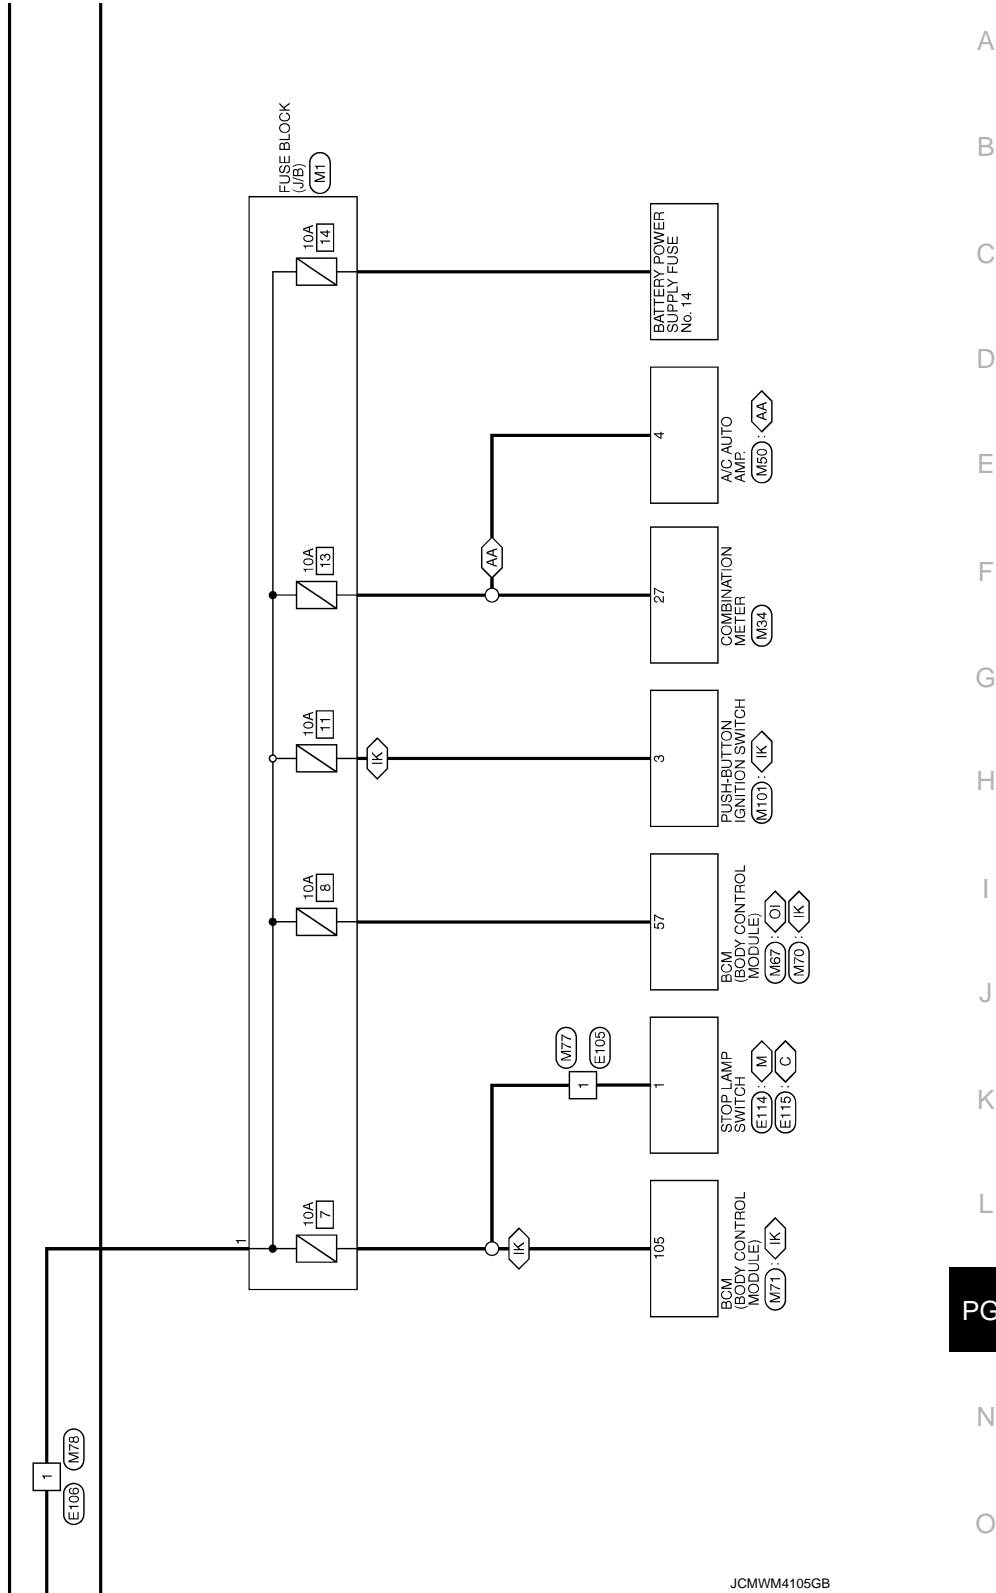 A
B
C
D
E
F
G
H
I
J
K
L
PG
N
O
FUSE BLOCK
(J/B)
M1
1
10A
7
10A
8
10A
11
10A
13
10A
14
1
E106
M78
IK
IK
AA
1
M77
E105
105
BCM
(BODY CONTROL
MODULE)
M71 : IK
1
STOP LAMP
SWITCH
E114 : M
E115 : C
57
BCM
(BODY CONTROL
MODULE)
M67 : OI
M70 : IK
3
PUSH-BUTTON
IGNITION SWITCH
M101 : IK
27
COMBINATION
METER
M34
4
A/C AUTO
AMP.
M50 : AA
BATTERY POWER
SUPPLY FUSE
No. 14
JCMWM4105GB